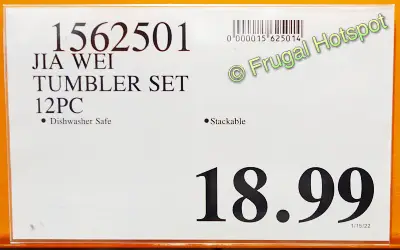 1562501
0 000015 625014
© Frugal Hotspot
JIA WEI
TUMBLER SET
12PC
• Dishwasher Safe
• Stackable
18.99